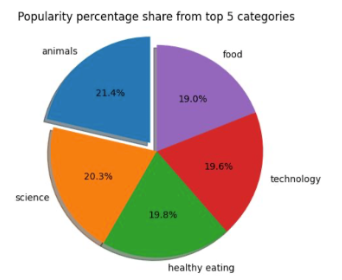 Popularity percentage share from top 5 categories
animals
food
21.4%
19.0%
technology
19.6%
20.3%
science
19.8%
healthy eating